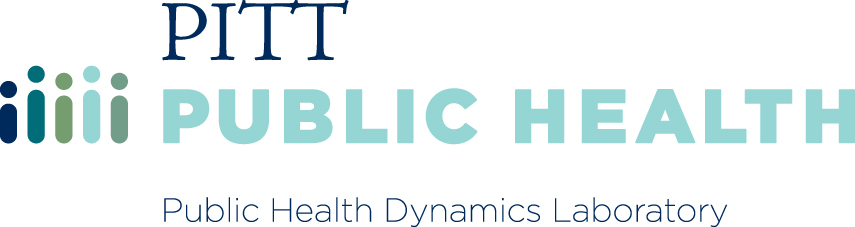 PITT
PUBLIC HEALTH
Public Health Dynamics Laboratory